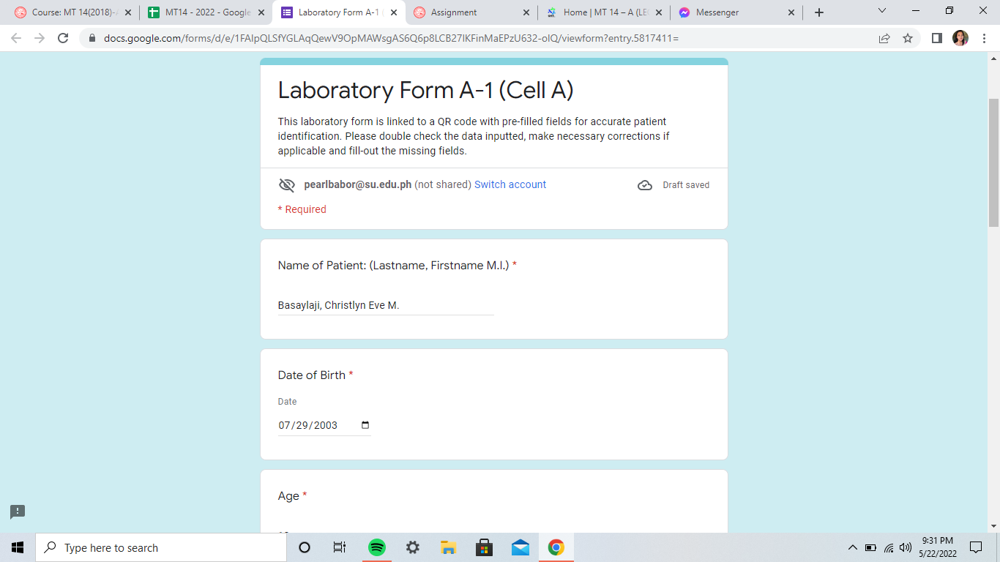 Course: MT 14(2018)-
MT14 - 2022 - Google
Laboratory Form A-1
Assignment
Home | MT 14 – A (LE
Messenger
docs.google.com/forms/d/e/1FAIpQLSfYGLAqQewV9OpMAWsgAS6Q6p8LCB27IKFinMaEPzU632-oIQ/viewform?entry.5817411=
Laboratory Form A-1 (Cell A)
This laboratory form is linked to a QR code with pre-filled fields for accurate patient
identification. Please double check the data inputted, make necessary corrections if
applicable and fill-out the missing fields.
pearlbabor@su.edu.ph (not shared) Switch account
Draft saved
* Required
Name of Patient: (Lastname, Firstname M.I.) *
Basaylaji, Christlyn Eve M.
Date of Birth *
Date
07/29/2003
Age *
Type here to search
9:31 PM
5/22/2022